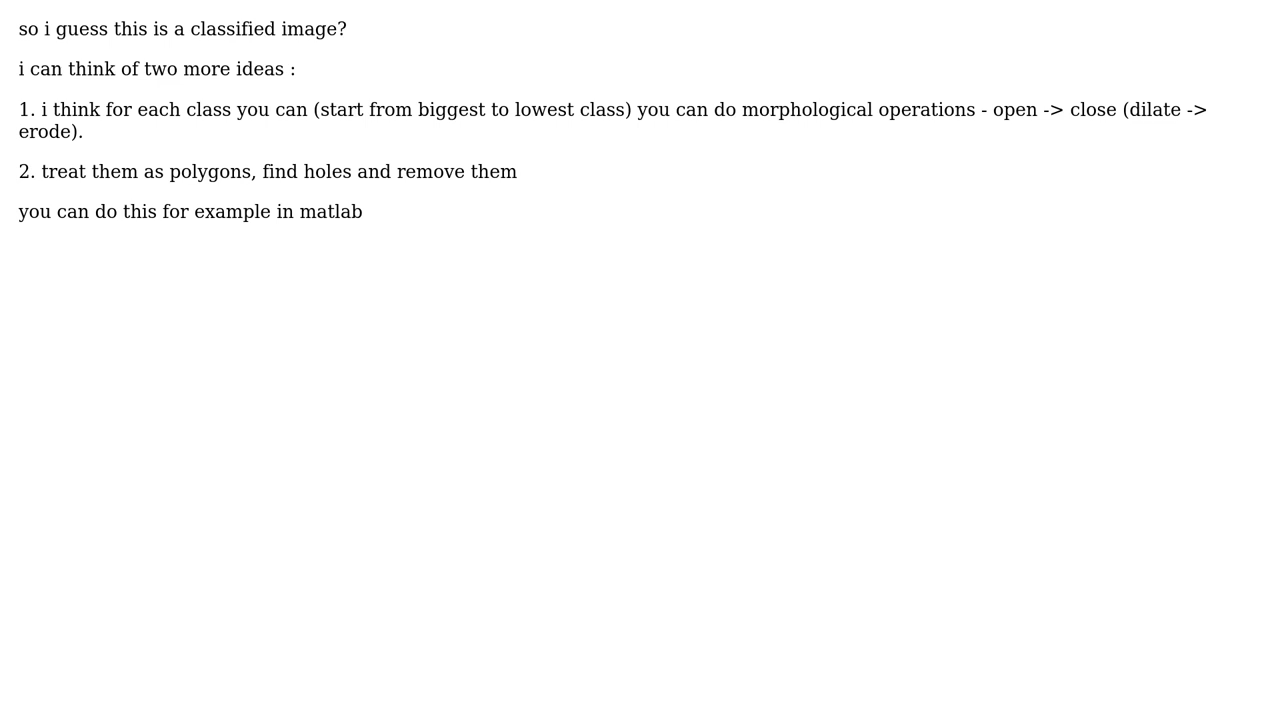 so i guess this is a classified image?
i can think of two more ideas :
1. i think for each class you can (start from biggest to lowest class) you can do morphological operations - open -> close (dilate ->
erode).
2. treat them as polygons, find holes and remove them
you can do this for example in matlab